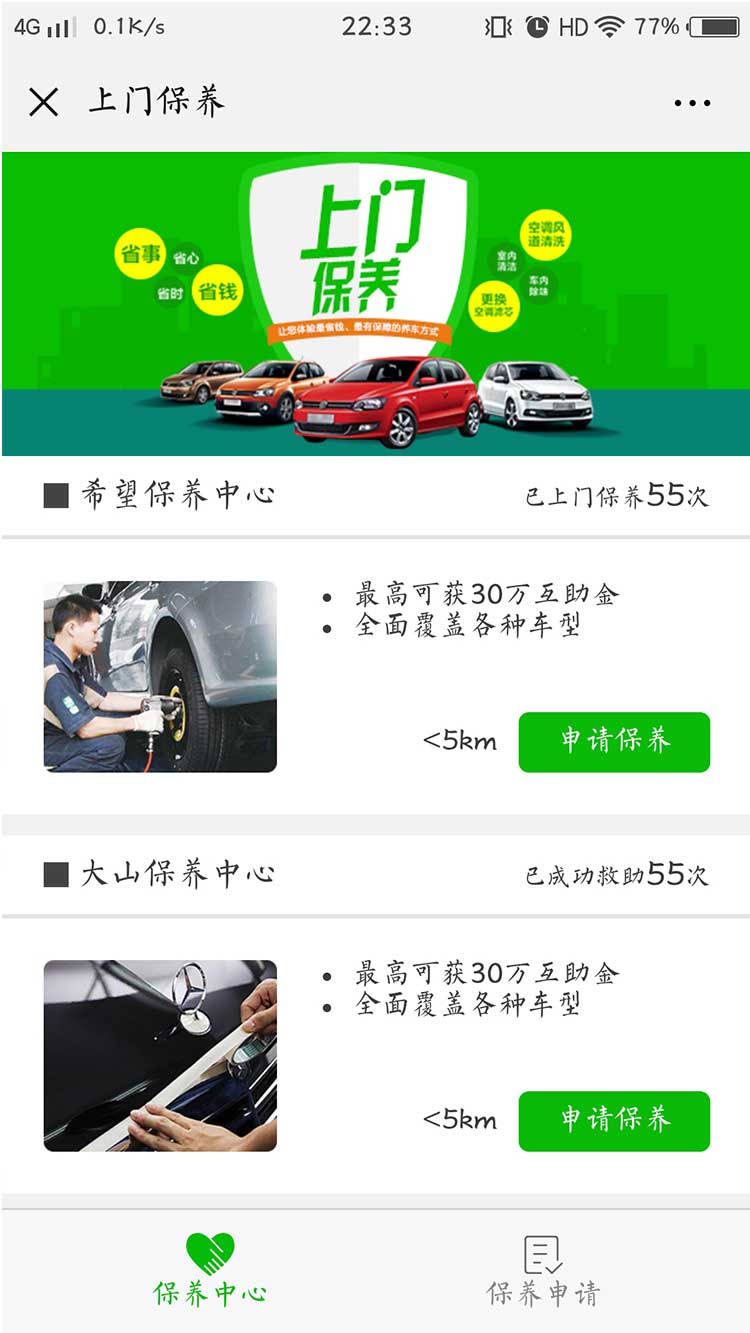 4G 0.1K/s 22:33 HD 77%
上门保养
上门
保养
让您体验最省钱、最有保障的养车方式
省事
省心
省时
省钱
空调风
道清洗
室内
清洁
车内
除味
更换
空调滤芯
希望保养中心 已上门保养55次
最高可获30万互助金
全面覆盖各种车型
<5km 申请保养
大山保养中心 已成功救助55次
最高可获30万互助金
全面覆盖各种车型
<5km 申请保养
保养中心 保养申请